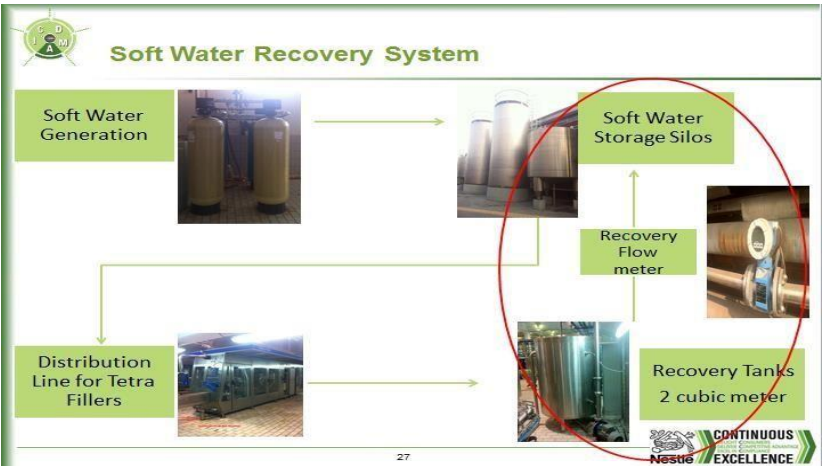 Soft Water Recovery System
C
D
I
M
A
Soft Water
Generation
Soft Water
Storage Silos
Recovery
Flow
meter
Distribution
Line for Tetra
Fillers
Recovery Tanks
2 cubic meter
27
Nestle
CONTINUOUS
EXCELLENCE